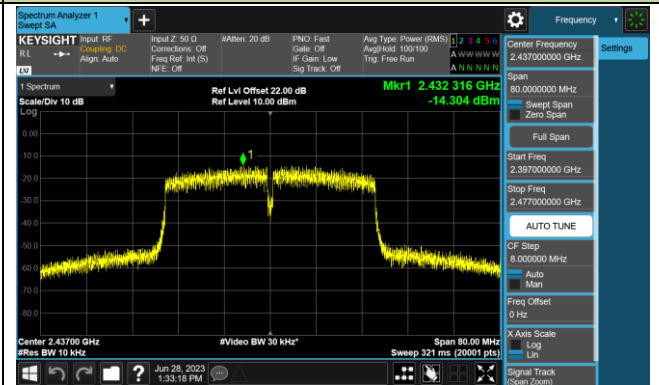 Spectrum Analyzer 1
Swept SA
+
Frequency
KEYSIGHT
RL
LXI
Input: RF
Coupling: DC
Align: Auto
Input Z: 50 Ω
Corrections: Off
Freq Ref: Int (S)
NFE: Off
#Atten: 20 dB
PNO: Fast
Gate: Off
IF Gain: Low
Sig Track: Off
Avg Type: Power (RMS)
Avg|Hold: 100/100
Trig: Free Run
1 2 3 4 5 6
A W W W W W
A N N N N N
1 Spectrum
Scale/Div 10 dB
Log
Ref Lvl Offset 22.00 dB
Ref Level 10.00 dBm
Mkr1 2.432 316 GHz
-14.304 dBm
0.00
-10.0
-20.0
-30.0
-40.0
-50.0
-60.0
-70.0
-80.0
1
Center 2.43700 GHz
#Res BW 10 kHz
#Video BW 30 kHz*
Span 80.00 MHz
Sweep 321 ms (20001 pts)
Jun 28, 2023
1:33:18 PM
Center Frequency
2.437000000 GHz
Span
80.0000000 MHz
Swept Span
Zero Span
Full Span
Start Freq
2.397000000 GHz
Stop Freq
2.477000000 GHz
AUTO TUNE
CF Step
8.000000 MHz
Auto
Man
Freq Offset
0 Hz
X Axis Scale
Log
Lin
Signal Track
(Span Zoom)
Settings